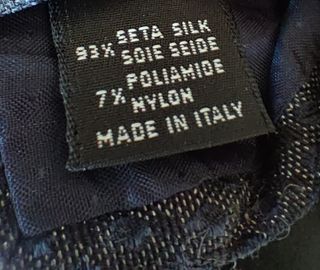 SETA SILK
93% SOIE SEIDE
POLIAMIDE
7% NYLON
MADE IN ITALY